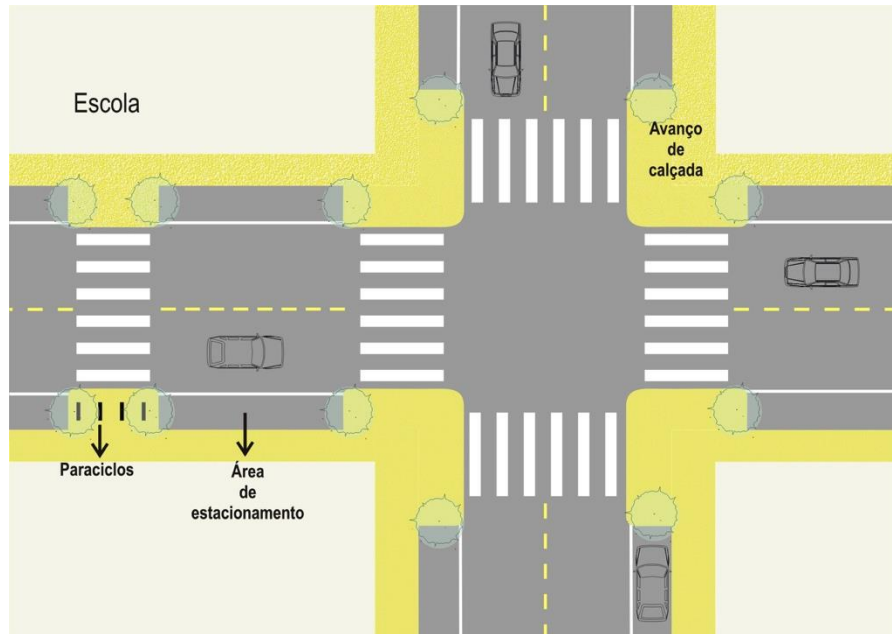 Escola
Avanço
de
calçada
Paraciclos
Área
de
estacionamento